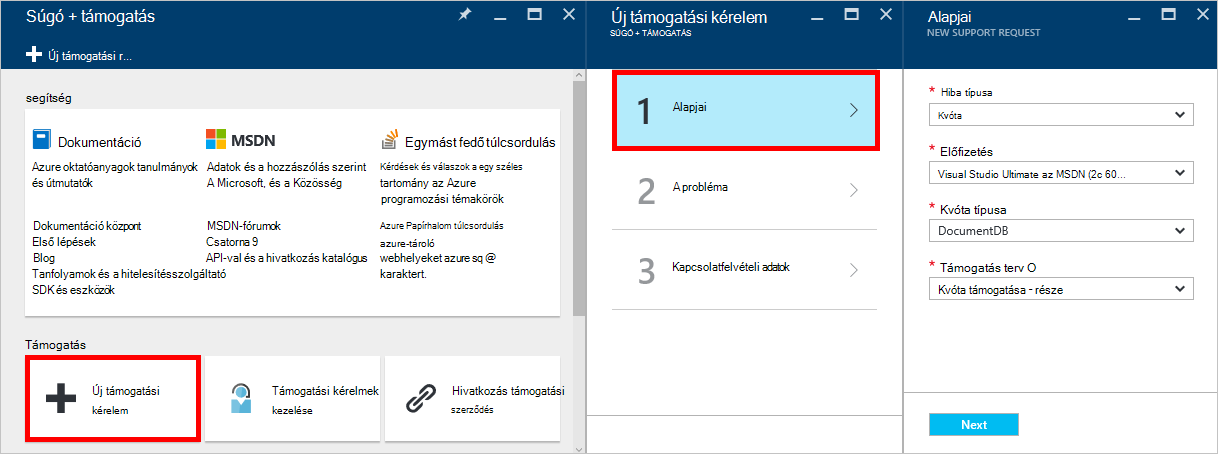 Súgó + támogatás
Új támogatási r...
segítség
Dokumentáció
Azure oktatóanyagok tanulmányok
és útmutatók
Dokumentáció központ
Első lépések
Blog
Tanfolyamok és a hitelesítésszolgáltató
SDK és eszközök
MSDN
Adatok és a hozzászólás szerint
A Microsoft, és a Közösség
MSDN-fórumok
Csatorna 9
API-val és a hivatkozás katalógus
Egymást fedő túlcsordulás
Kérdések és válaszok a egy széles
tartomány az Azure
programozási témakörök
Azure Papírhalom túlcsordulás
azure-tároló
webhelyeket azure sq @
karaktert.
Támogatás
Új támogatási
kérelem
Támogatási kérelmek
kezelése
Hivatkozás támogatási
szerződés
Új támogatási kérelem
SÚGÓ + TÁMOGATÁS
1
Alapjai
2
A probléma
3
Kapcsolatfelvételi adatok
Alapjai
NEW SUPPORT REQUEST
* Hiba típusa
Kvóta
* Előfizetés
Visual Studio Ultimate az MSDN (2c 60...
* Kvóta típusa
DocumentDB
* Támogatás terv O
Kvóta támogatása - része
Next